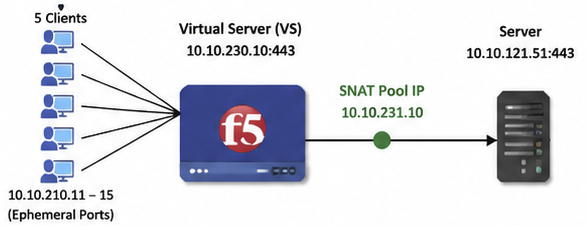 5 Clients
Virtual Server (VS)
10.10.230.10:443
Server
10.10.121.51:443
SNAT Pool IP
10.10.231.10
f5
10.10.210.11 – 15
(Ephemeral Ports)